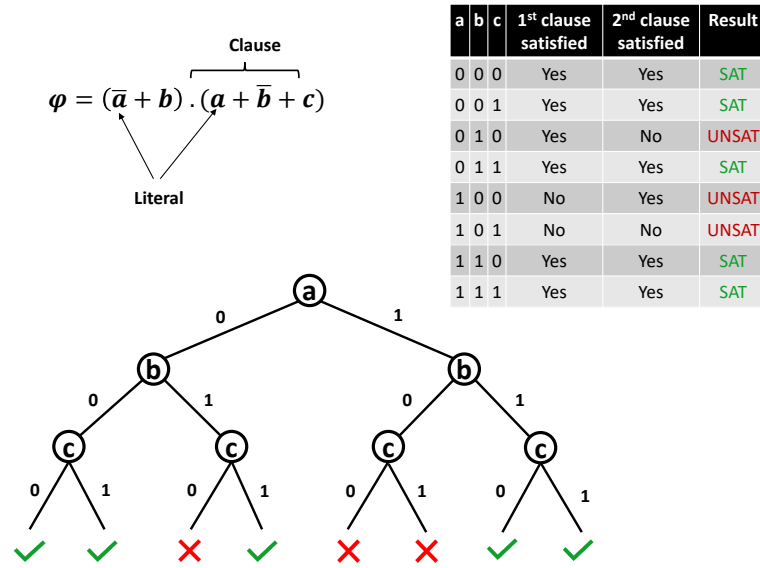 Clause
φ = (a̅ + b) . (a + b̅ + c)
Literal
a b c 1st clause satisfied 2nd clause satisfied Result
0 0 0 Yes Yes SAT
0 0 1 Yes Yes SAT
0 1 0 Yes No UNSAT
0 1 1 Yes Yes SAT
1 0 0 No Yes UNSAT
1 0 1 No No UNSAT
1 1 0 Yes Yes SAT
1 1 1 Yes Yes SAT
a
0 1
b b
0 1 0 1
c c c c
0 1 0 1 0 1 0 1